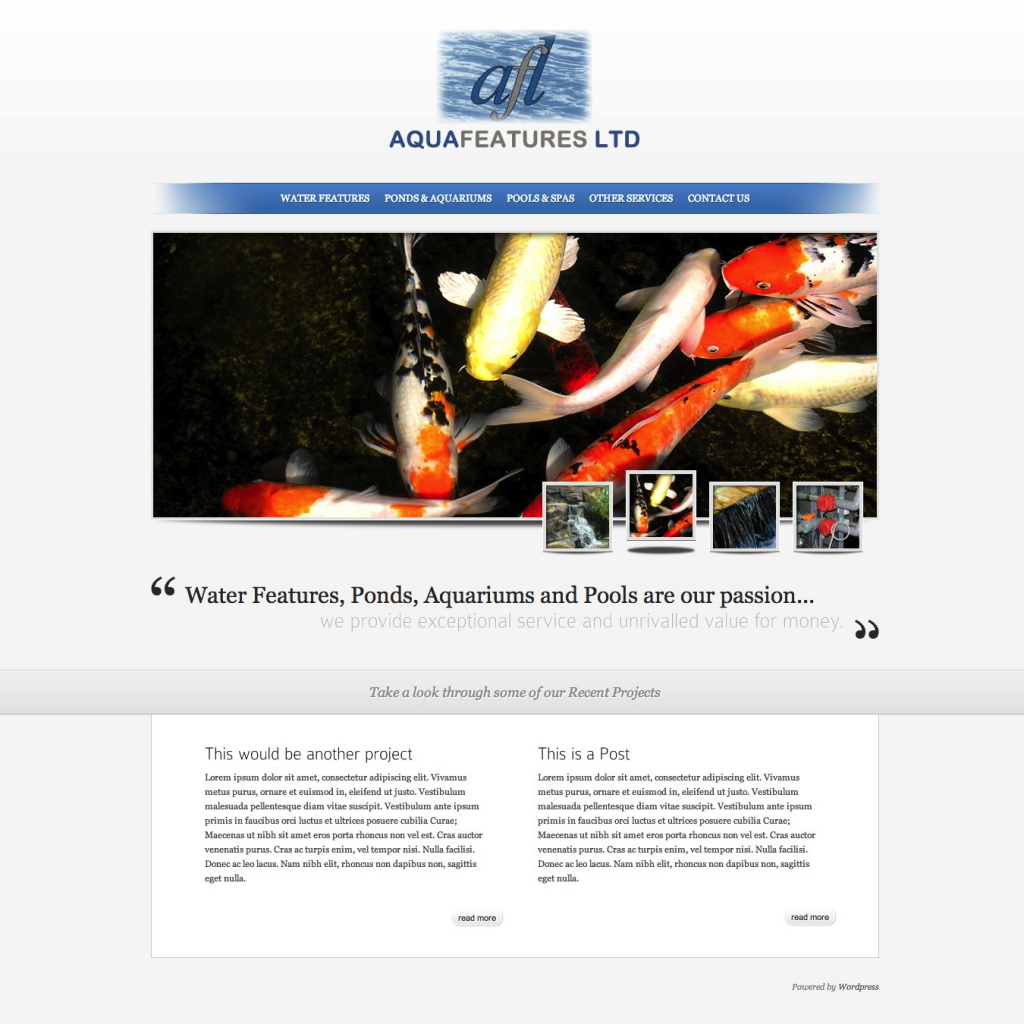 afl
AQUAFEATURES LTD
WATER FEATURES PONDS & AQUARIUMS POOLS & SPAS OTHER SERVICES CONTACT US
“ Water Features, Ponds, Aquariums and Pools are our passion...
we provide exceptional service and unrivalled value for money. ”
Take a look through some of our Recent Projects
This would be another project
Lorem ipsum dolor sit amet, consectetur adipiscing elit. Vivamus
metus purus, ornare et euismod in, eleifend ut justo. Vestibulum
malesuada pellentesque diam vitae suscipit. Vestibulum ante ipsum
primis in faucibus orci luctus et ultrices posuere cubilia Curae;
Maecenas ut nibh sit amet eros porta rhoncus non vel est. Cras auctor
venenatis purus. Cras ac turpis enim, vel tempor nisi. Nulla facilisi.
Donec ac leo lacus. Nam nibh elit, rhoncus non dapibus non, sagittis
eget nulla.
read more
This is a Post
Lorem ipsum dolor sit amet, consectetur adipiscing elit. Vivamus
metus purus, ornare et euismod in, eleifend ut justo. Vestibulum
malesuada pellentesque diam vitae suscipit. Vestibulum ante ipsum
primis in faucibus orci luctus et ultrices posuere cubilia Curae;
Maecenas ut nibh sit amet eros porta rhoncus non vel est. Cras auctor
venenatis purus. Cras ac turpis enim, vel tempor nisi. Nulla facilisi.
Donec ac leo lacus. Nam nibh elit, rhoncus non dapibus non, sagittis
eget nulla.
read more
Powered by Wordpress